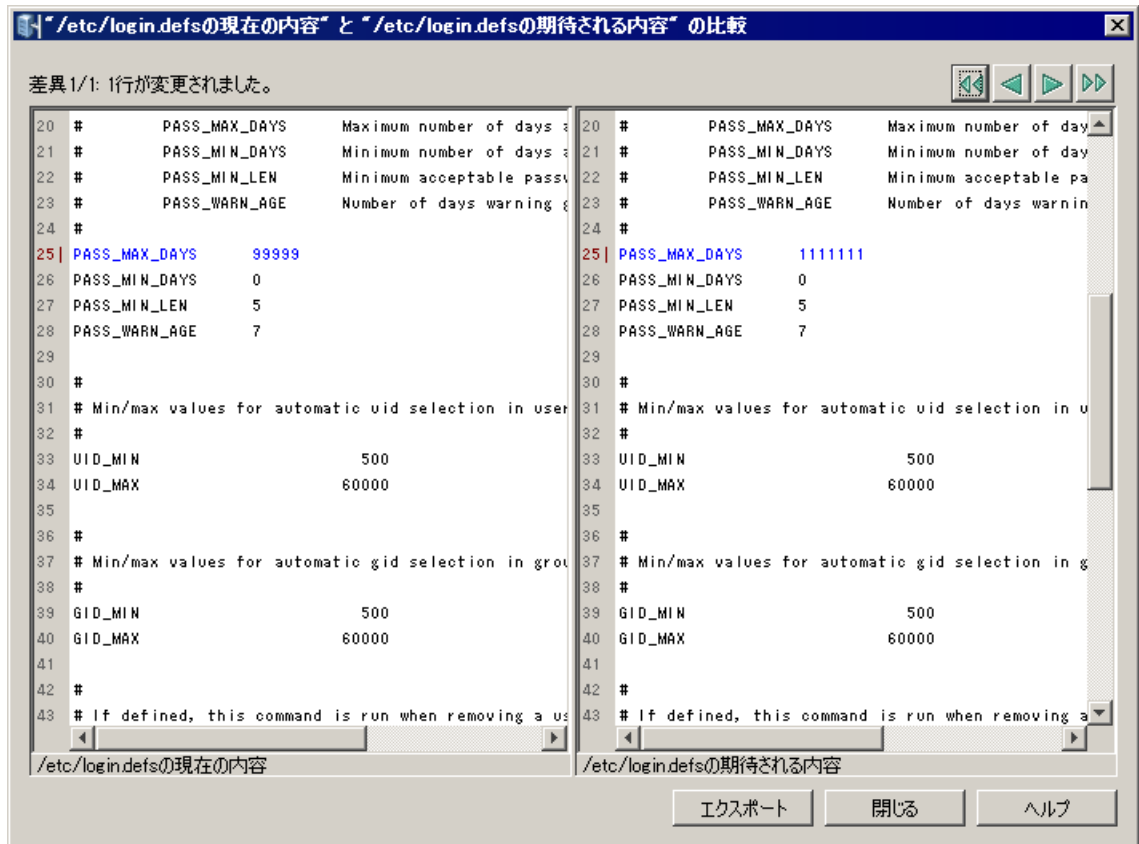 "/etc/login.defsの現在の内容" と "/etc/login.defsの期待される内容" の比較
差異1/1: 1行が変更されました。
20 # PASS_MAX_DAYS Maximum number of days
21 # PASS_MIN_DAYS Minimum number of days
22 # PASS_MIN_LEN Minimum acceptable
23 # PASS_WARN_AGE Number of days warning
24 #
25 PASS_MAX_DAYS 99999
26 PASS_MIN_DAYS 0
27 PASS_MIN_LEN 5
28 PASS_WARN_AGE 7
29
30 #
31 # Min/max values for automatic uid selection in user
32 #
33 UID_MIN 500
34 UID_MAX 60000
35
36 #
37 # Min/max values for automatic gid selection in grou
38 #
39 GID_MIN 500
40 GID_MAX 60000
41
42 #
43 # If defined, this command is run when removing a us
/etc/login.defsの現在の内容
20 # PASS_MAX_DAYS Maximum number of day
21 # PASS_MIN_DAYS Minimum number of day
22 # PASS_MIN_LEN Minimum acceptable pa
23 # PASS_WARN_AGE Number of days warnin
24 #
25 PASS_MAX_DAYS 1111111
26 PASS_MIN_DAYS 0
27 PASS_MIN_LEN 5
28 PASS_WARN_AGE 7
29
30 #
31 # Min/max values for automatic uid selection in u
32 #
33 UID_MIN 500
34 UID_MAX 60000
35
36 #
37 # Min/max values for automatic gid selection in g
38 #
39 GID_MIN 500
40 GID_MAX 60000
41
42 #
43 # If defined, this command is run when removing a
/etc/login.defsの期待される内容
エクスポート
閉じる
ヘルプ